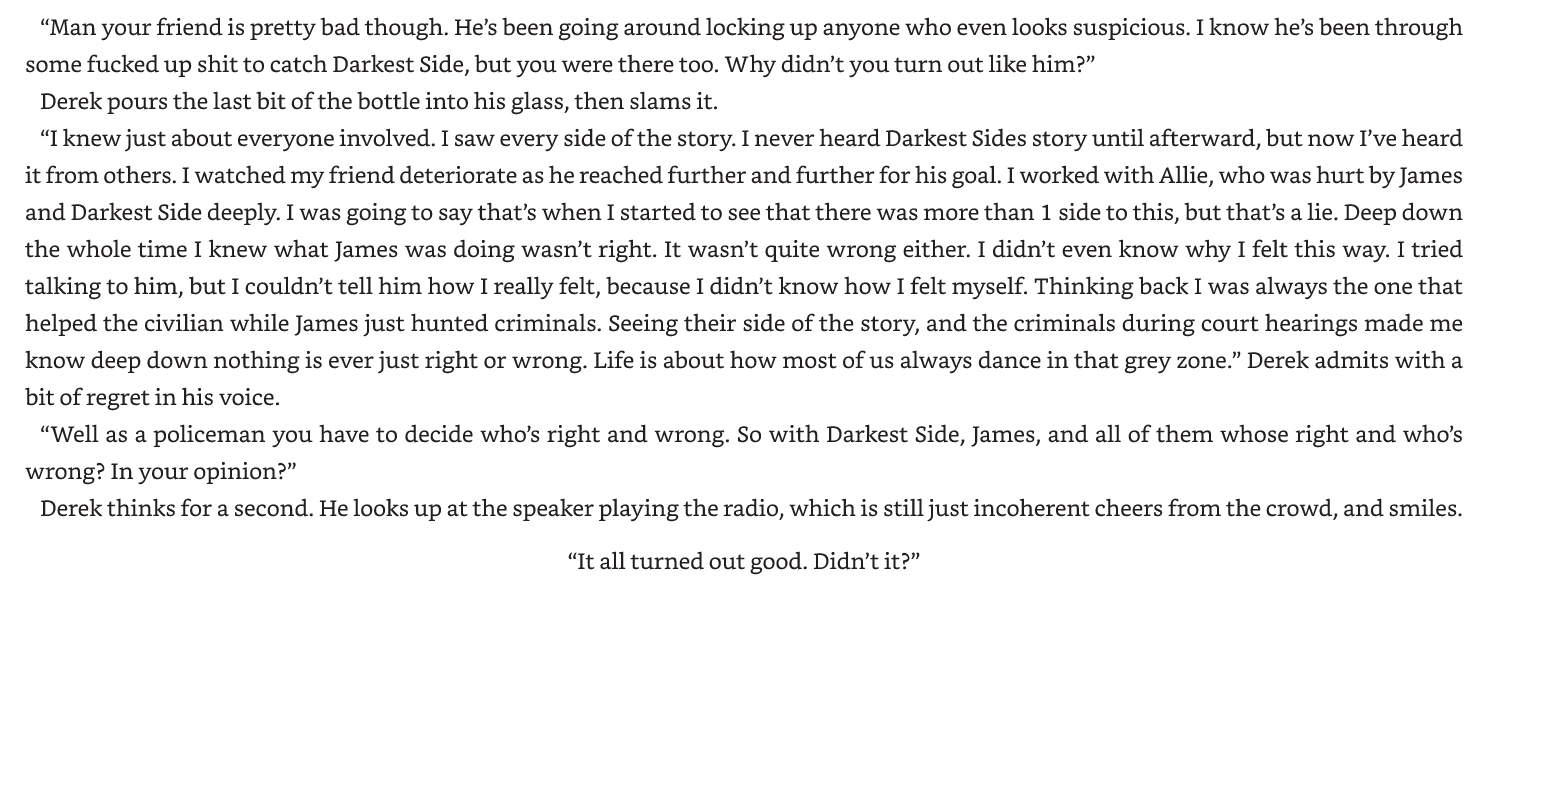 “Man your friend is pretty bad though. He’s been going around locking up anyone who even looks suspicious. I know he’s been through
some fucked up shit to catch Darkest Side, but you were there too. Why didn’t you turn out like him?”
Derek pours the last bit of the bottle into his glass, then slams it.
“I knew just about everyone involved. I saw every side of the story. I never heard Darkest Sides story until afterward, but now I’ve heard
it from others. I watched my friend deteriorate as he reached further and further for his goal. I worked with Allie, who was hurt by James
and Darkest Side deeply. I was going to say that’s when I started to see that there was more than 1 side to this, but that’s a lie. Deep down
the whole time I knew what James was doing wasn’t right. It wasn’t quite wrong either. I didn’t even know why I felt this way. I tried
talking to him, but I couldn’t tell him how I really felt, because I didn’t know how I felt myself. Thinking back I was always the one that
helped the civilian while James just hunted criminals. Seeing their side of the story, and the criminals during court hearings made me
know deep down nothing is ever just right or wrong. Life is about how most of us always dance in that grey zone.” Derek admits with a
bit of regret in his voice.
“Well as a policeman you have to decide who’s right and wrong. So with Darkest Side, James, and all of them whose right and who’s
wrong? In your opinion?”
Derek thinks for a second. He looks up at the speaker playing the radio, which is still just incoherent cheers from the crowd, and smiles.
“It all turned out good. Didn’t it?”